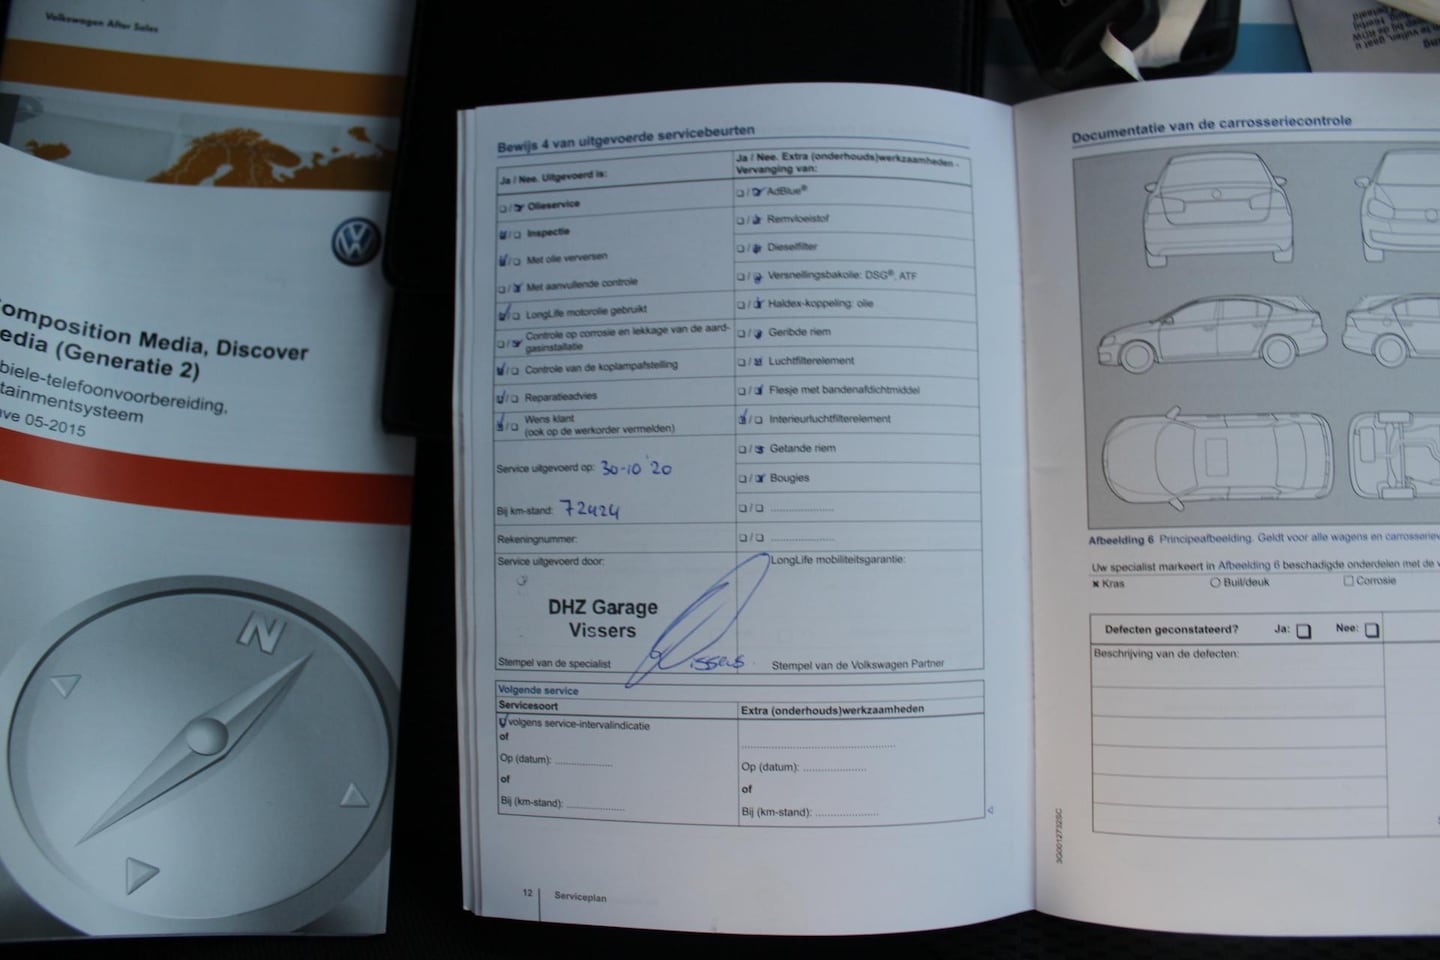 Volkswagen After Sales
Composition Media, Discover
Media (Generatie 2)
biele-telefoonvoorbereiding,
tainmentsysteem
ave 05-2015
N
Bewijs 4 van uitgevoerde servicebeurten
Ja / Nee. Uitgevoerd is:
❏ / ❏ Olieservice
❏ / ❏ Inspectie
❏ / ❏ Met olie verversen
❏ / ❏ Met aanvullende controle
❏ / ❏ LongLife motorolie gebruikt
❏ / ❏ Controle op corrosie en lekkage van de aard-
gasinstallatie
❏ / ❏ Controle van de koplampafstelling
❏ / ❏ Reparatieadvies
❏ / ❏ Wens klant
(ook op de werkorder vermelden)
Service uitgevoerd op: 30-10 '20
Bij km-stand: 72424
Rekeningnummer:
Service uitgevoerd door:
DHZ Garage
Vissers
Vissers
Stempel van de specialist
Ja / Nee. Extra (onderhouds)werkzaamheden -
Vervanging van:
❏ / ❏ AdBlue®
❏ / ❏ Remvloeistof
❏ / ❏ Dieselfilter
❏ / ❏ Versnellingsbakolie: DSG®, ATF
❏ / ❏ Haldex-koppeling: olie
❏ / ❏ Geribde riem
❏ / ❏ Luchtfilterelement
❏ / ❏ Flesje met bandenafdichtmiddel
❏ / ❏ Interieurluchtfilterelement
❏ / ❏ Getande riem
❏ / ❏ Bougies
❏ / ❏ .....................
❏ / ❏ .....................
LongLife mobiliteitsgarantie:
Stempel van de Volkswagen Partner
Volgende service
Servicesoort
❏ volgens service-intervalindicatie
of
Op (datum): ...................
of
Bij (km-stand): ...................
Extra (onderhouds)werkzaamheden
..................................................
Op (datum): .....................
of
Bij (km-stand): .....................
12 Serviceplan
Documentatie van de carrosseriecontrole
Afbeelding 6 Principeafbeelding. Geldt voor alle wagens en
Uw specialist markeert in Afbeelding 6 beschadigde onderdelen met de
× Kras ○ Buil/deuk □ Corrosie
Defecten geconstateerd? Ja: ❏ Nee: ❏
Beschrijving van de defecten:
3G0012732SC